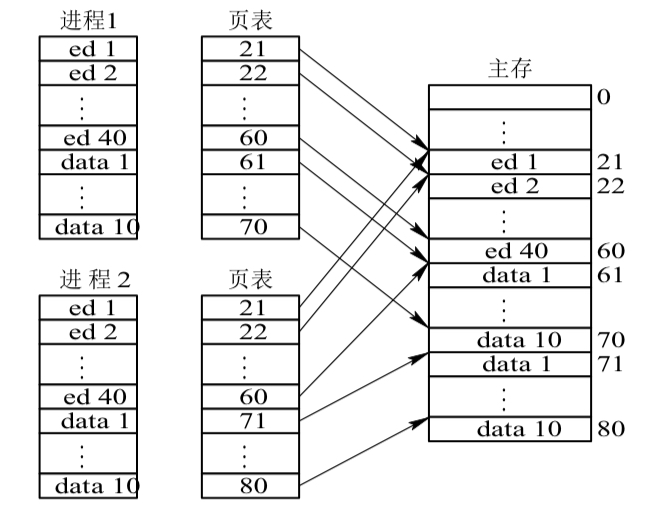 进程1
ed 1
ed 2
⋮
ed 40
data 1
⋮
data 10
页表
21
22
⋮
60
61
⋮
70
进程2
ed 1
ed 2
⋮
ed 40
data 1
⋮
data 10
页表
21
22
⋮
60
71
⋮
80
主存
0
⋮
ed 1 21
ed 2 22
⋮
ed 40 60
data 1 61
⋮
data 10 70
data 1 71
⋮
data 10 80